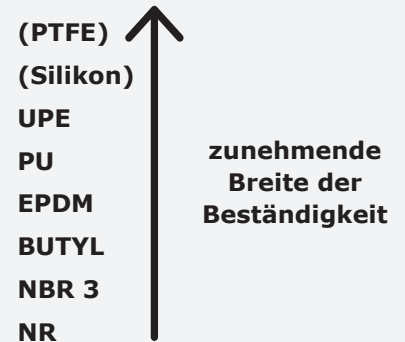 (PTFE)
(Silikon)
UPE
PU
EPDM
BUTYL
NBR 3
NR
zunehmende
Breite der
Beständigkeit